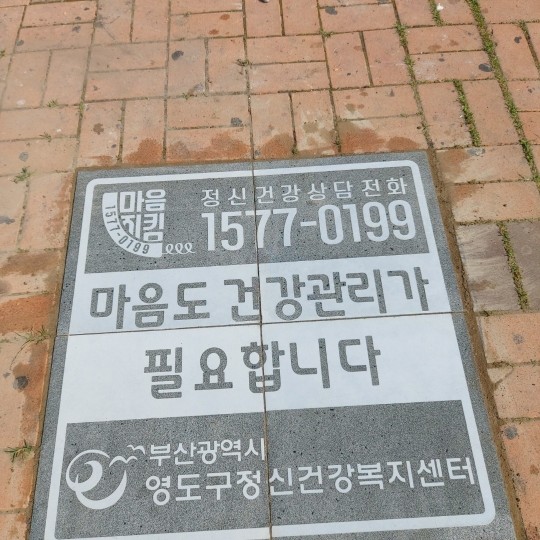 마음
지킴
1577-0199
정신건강상담전화
1577-0199
마음도 건강관리가
필요합니다
부산광역시
영도구정신건강복지센터